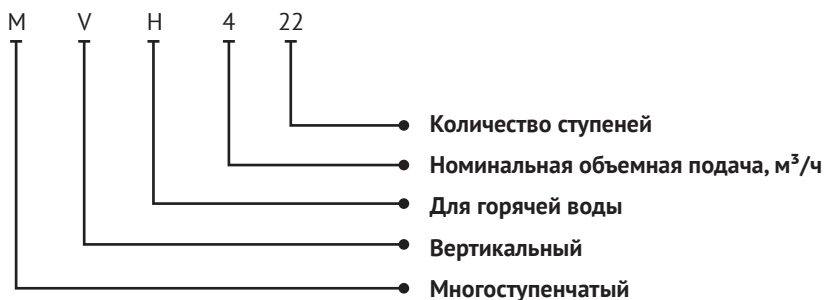 M V H 4 22
Количество ступеней
Номинальная объемная подача, м³/ч
Для горячей воды
Вертикальный
Многоступенчатый